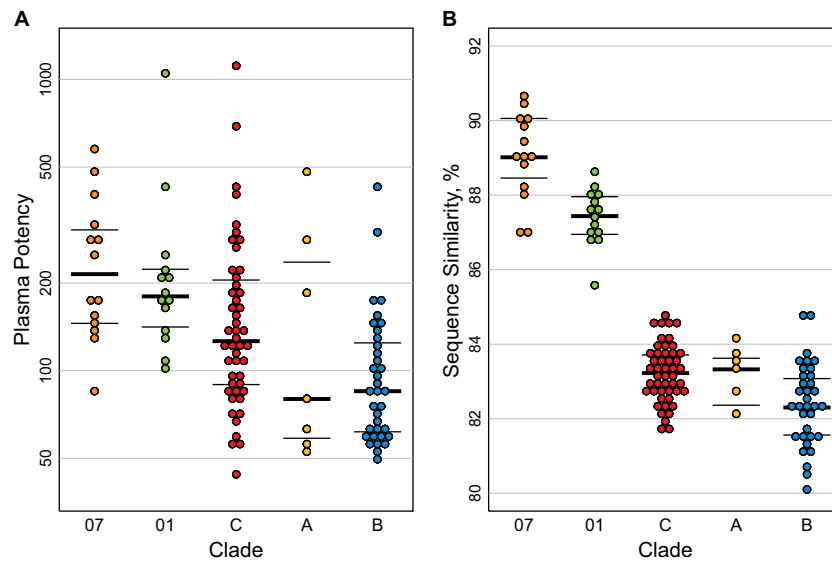 A
Plasma Potency
1000
500
200
100
50
07 01 C A B
Clade
B
Sequence Similarity, %
92
90
88
86
84
82
80
07 01 C A B
Clade